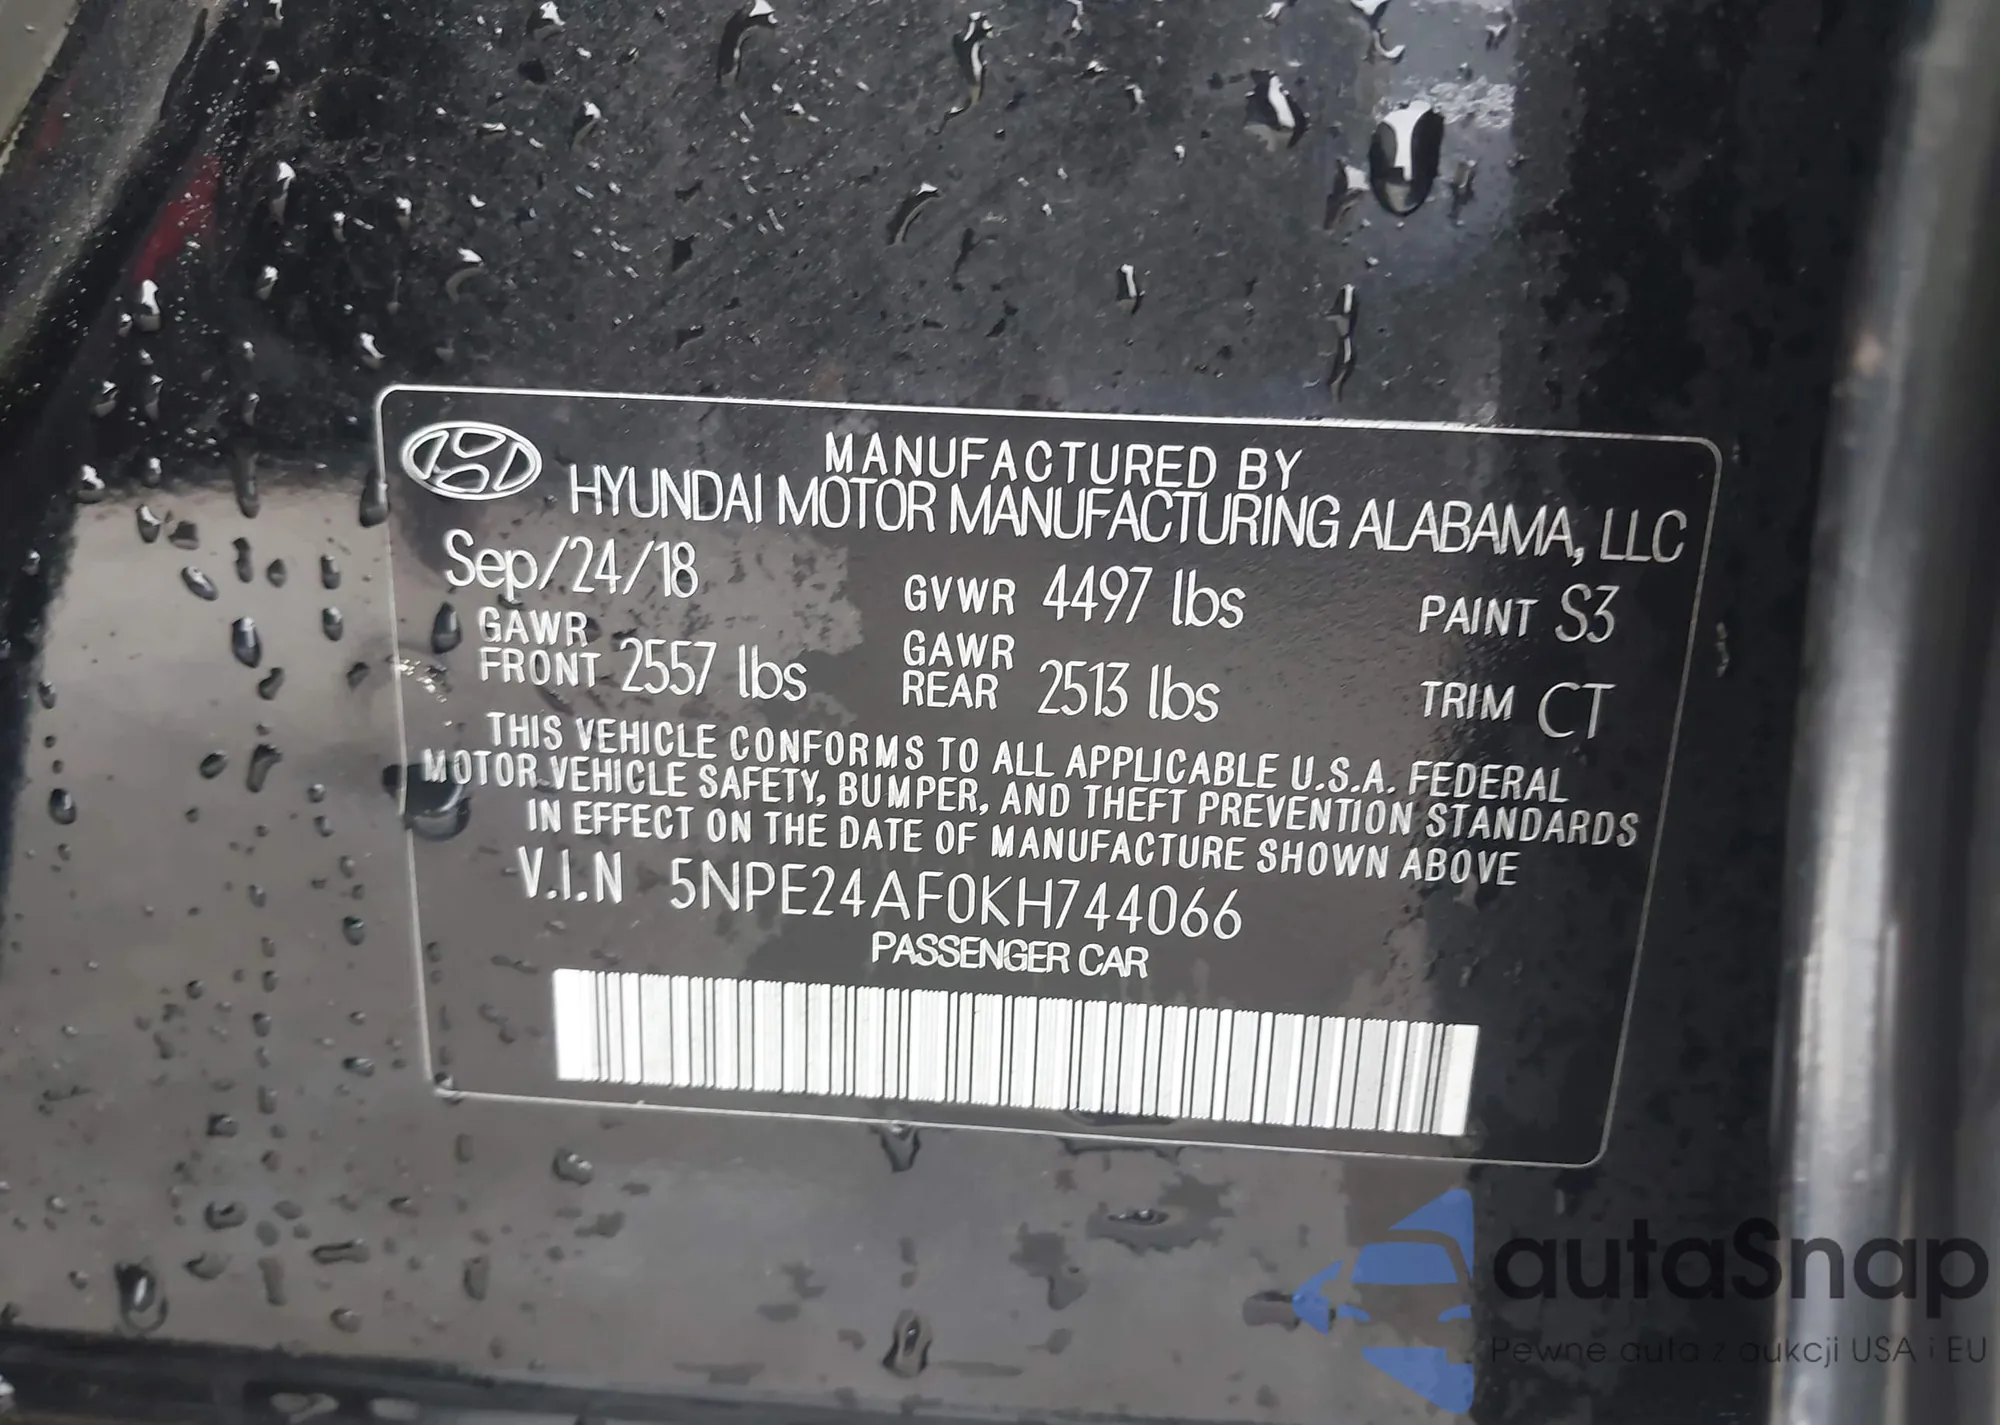 MANUFACTURED BY
HYUNDAI MOTOR MANUFACTURING ALABAMA, LLC
Sep/24/18 GVWR 4497 lbs PAINT S3
GAWR FRONT 2557 lbs GAWR REAR 2513 lbs TRIM CT
THIS VEHICLE CONFORMS TO ALL APPLICABLE U.S.A. FEDERAL
MOTOR VEHICLE SAFETY, BUMPER, AND THEFT PREVENTION STANDARDS
IN EFFECT ON THE DATE OF MANUFACTURE SHOWN ABOVE
V.I.N 5NPE24AF0KH744066
PASSENGER CAR
autaSnap
Pewne auta z aukcji USA i EU